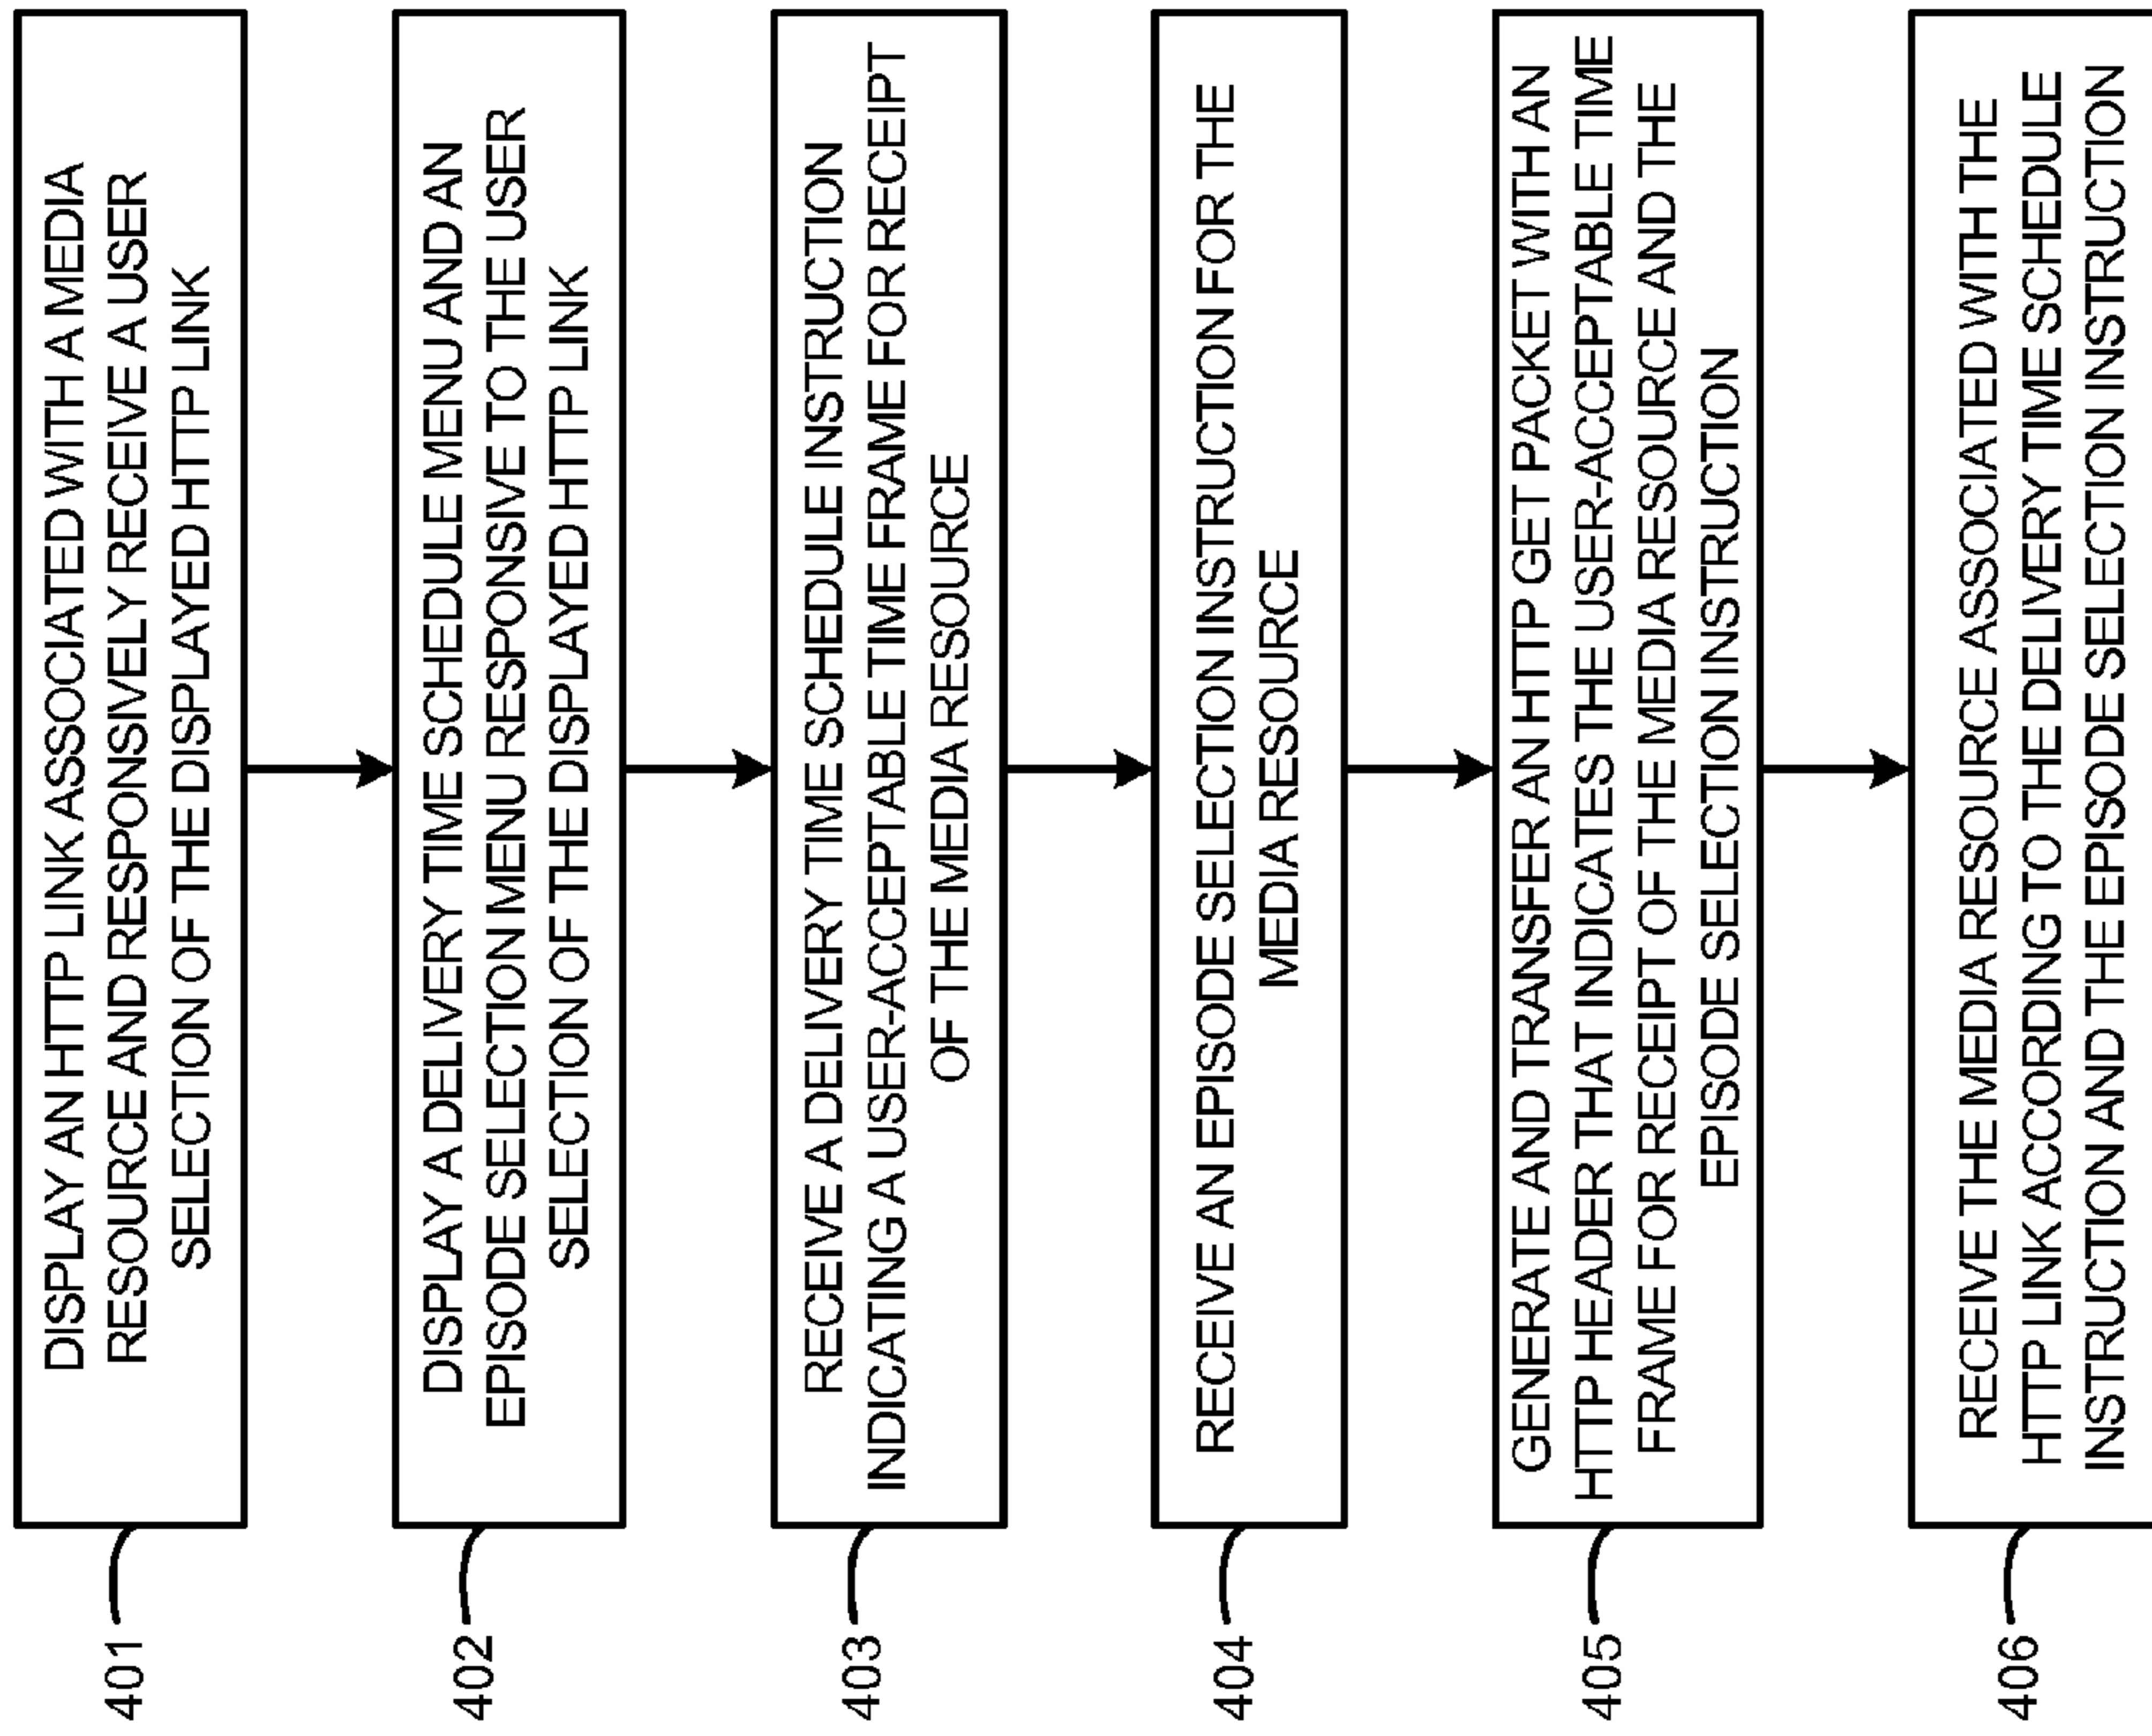 401
DISPLAY AN HTTP LINK ASSOCIATED WITH A MEDIA
RESOURCE AND RESPONSIVELY RECEIVE A USER
SELECTION OF THE DISPLAYED HTTP LINK
402
DISPLAY A DELIVERY TIME SCHEDULE MENU AND AN
EPISODE SELECTION MENU RESPONSIVE TO THE USER
SELECTION OF THE DISPLAYED HTTP LINK
403
RECEIVE A DELIVERY TIME SCHEDULE INSTRUCTION
INDICATING A USER-ACCEPTABLE TIME FRAME FOR RECEIPT
OF THE MEDIA RESOURCE
404
RECEIVE AN EPISODE SELECTION INSTRUCTION FOR THE
MEDIA RESOURCE
405
GENERATE AND TRANSFER AN HTTP GET PACKET WITH AN
HTTP HEADER THAT INDICATES THE USER-ACCEPTABLE TIME
FRAME FOR RECEIPT OF THE MEDIA RESOURCE AND THE
EPISODE SELECTION INSTRUCTION
406
RECEIVE THE MEDIA RESOURCE ASSOCIATED WITH THE
HTTP LINK ACCORDING TO THE DELIVERY TIME SCHEDULE
INSTRUCTION AND THE EPISODE SELECTION INSTRUCTION